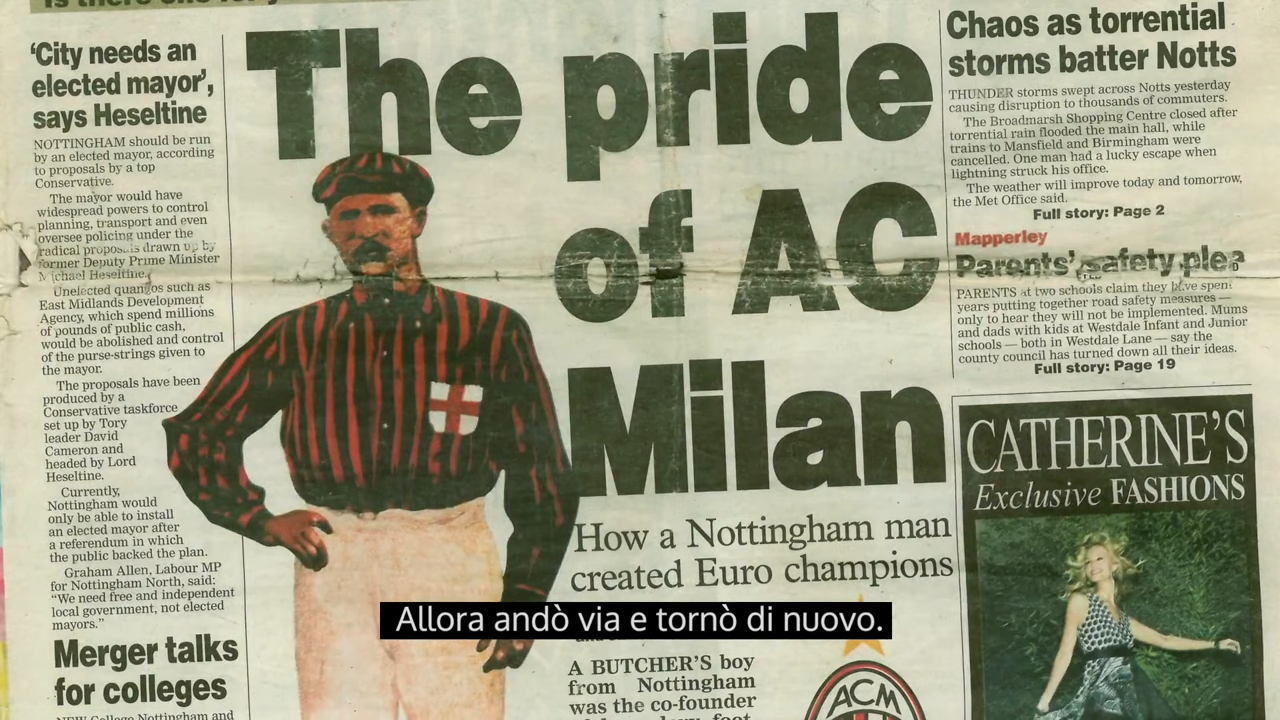 ‘City needs an
elected mayor’,
says Heseltine
NOTTINGHAM should be run
by an elected mayor, according
to proposals by a top
Conservative.
The mayor would have
widespread powers to control
planning, transport and even
oversee policing under the
radical proposals drawn up by
former Deputy Prime Minister
Michael Heseltine.
Unelected quangos such as
East Midlands Development
Agency, which spend millions
of pounds of public cash,
would be abolished and control
of the purse-strings given to
the mayor.
The proposals have been
produced by a
Conservative taskforce
set up by Tory
leader David
Cameron and
headed by Lord
Heseltine.
Currently,
Nottingham would
only be able to install
an elected mayor after
a referendum in which
the public backed the plan.
Graham Allen, Labour MP
for Nottingham North, said:
“We need free and independent
local government, not elected
mayors.”
Merger talks
for colleges
NEW College Nottingham and
The pride
of AC
Milan
How a Nottingham man
created Euro champions
A BUTCHER’S boy
from Nottingham
was the co-founder
ACM
Chaos as torrential
storms batter Notts
THUNDER storms swept across Notts yesterday
causing disruption to thousands of commuters.
The Broadmarsh Shopping Centre closed after
torrential rain flooded the main hall, while
trains to Mansfield and Birmingham were
cancelled. One man had a lucky escape when
lightning struck his office.
The weather will improve today and tomorrow,
the Met Office said.
Full story: Page 2
Mapperley
Parents’ safety plea
PARENTS at two schools claim they have spent
years putting together road safety measures —
only to hear they will not be implemented. Mums
and dads with kids at Westdale Infant and Junior
schools — both in Westdale Lane — say the
county council has turned down all their ideas.
Full story: Page 19
CATHERINE’S
Exclusive FASHIONS
Allora andò via e tornò di nuovo.